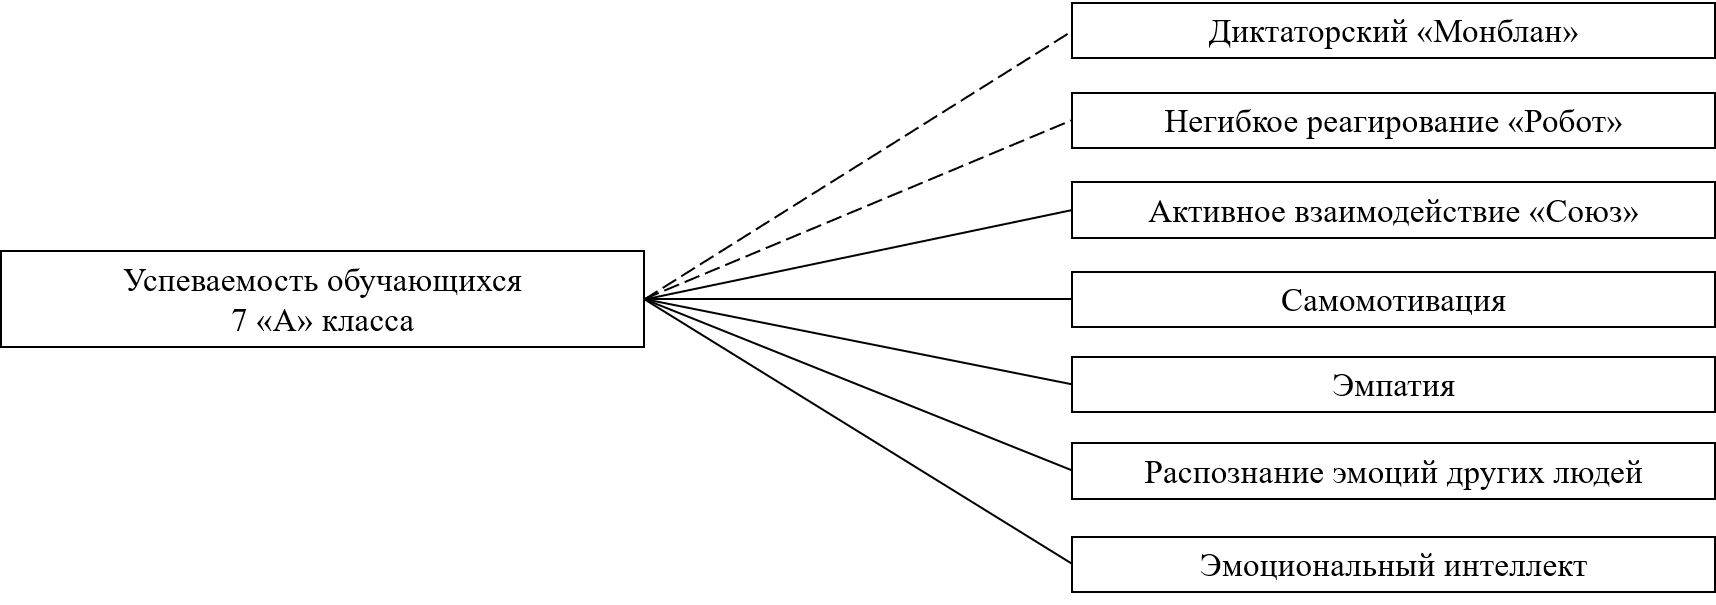 Диктаторский «Монблан»
Негибкое реагирование «Робот»
Активное взаимодействие «Союз»
Успеваемость обучающихся
7 «А» класса
Самомотивация
Эмпатия
Распознание эмоций других людей
Эмоциональный интеллект